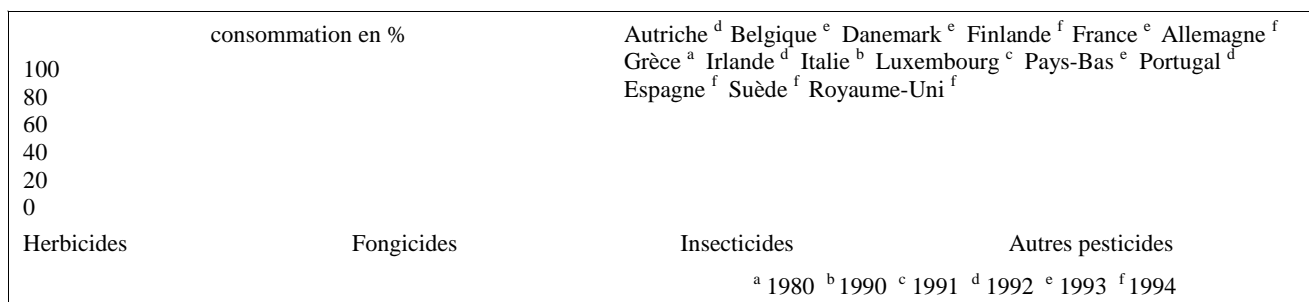 consommation en %
100
80
60
40
20
0
Autriche d Belgique e Danemark e Finlande f France e Allemagne f
Grèce a Irlande d Italie b Luxembourg c Pays-Bas e Portugal d
Espagne f Suède f Royaume-Uni f
Herbicides Fongicides Insecticides Autres pesticides
a 1980 b 1990 c 1991 d 1992 e 1993 f 1994